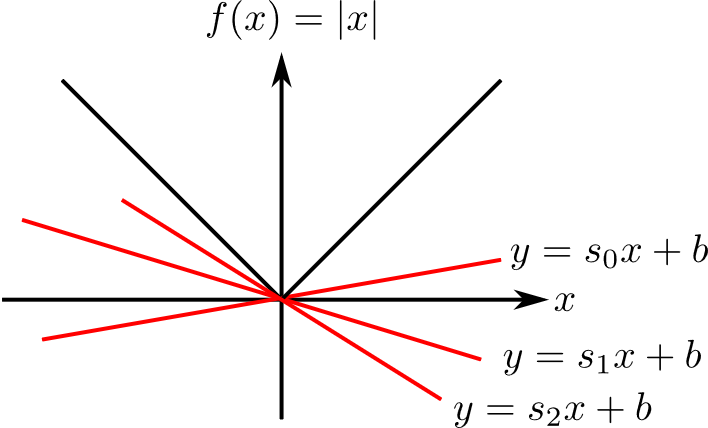 f(x) = |x|
y = s₀x + b
x
y = s₁x + b
y = s₂x + b